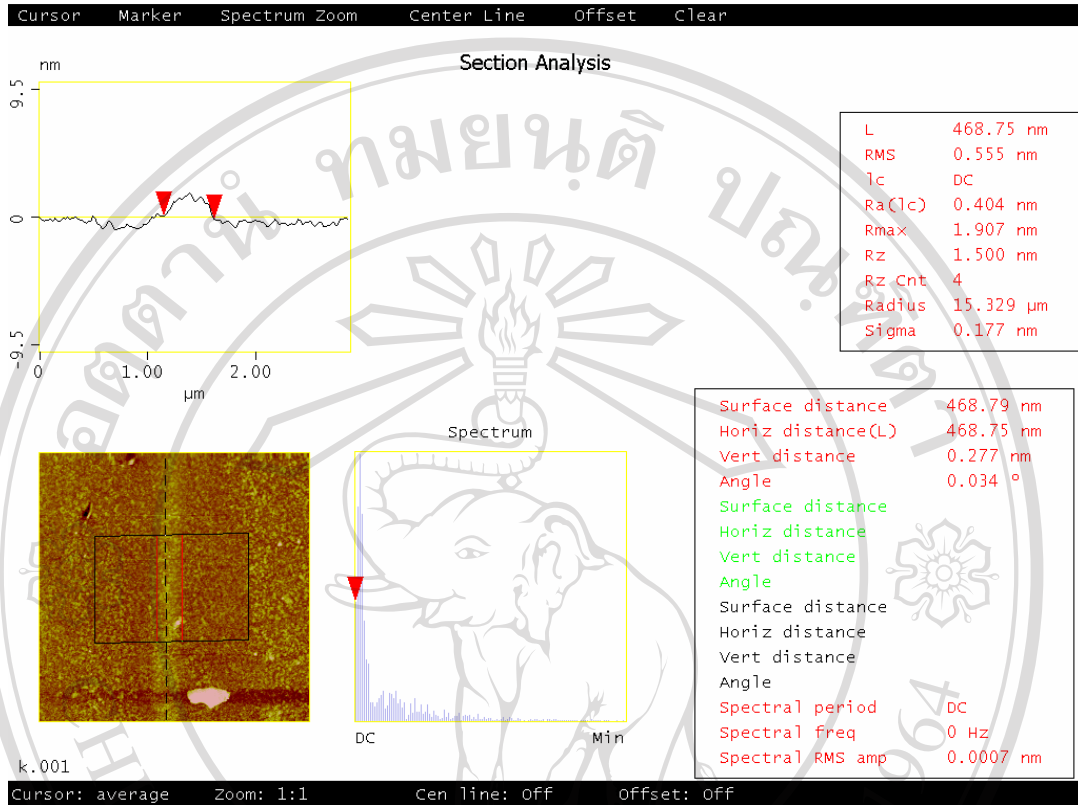 Cursor Marker Spectrum Zoom Center Line Offset Clear
nm
Section Analysis
9.5
0
-9.5
0 1.00 2.00
µm
L 468.75 nm
RMS 0.555 nm
lc DC
Ra(lc) 0.404 nm
Rmax 1.907 nm
Rz 1.500 nm
Rz Cnt 4
Radius 15.329 µm
Sigma 0.177 nm
Surface distance 468.79 nm
Horiz distance(L) 468.75 nm
Vert distance 0.277 nm
Angle 0.034 °
Surface distance
Horiz distance
Vert distance
Angle
Surface distance
Horiz distance
Vert distance
Angle
Spectral period DC
Spectral freq 0 Hz
Spectral RMS amp 0.0007 nm
Spectrum
DC Min
k.001
Cursor: average Zoom: 1:1 Cen line: Off Offset: Off
1964